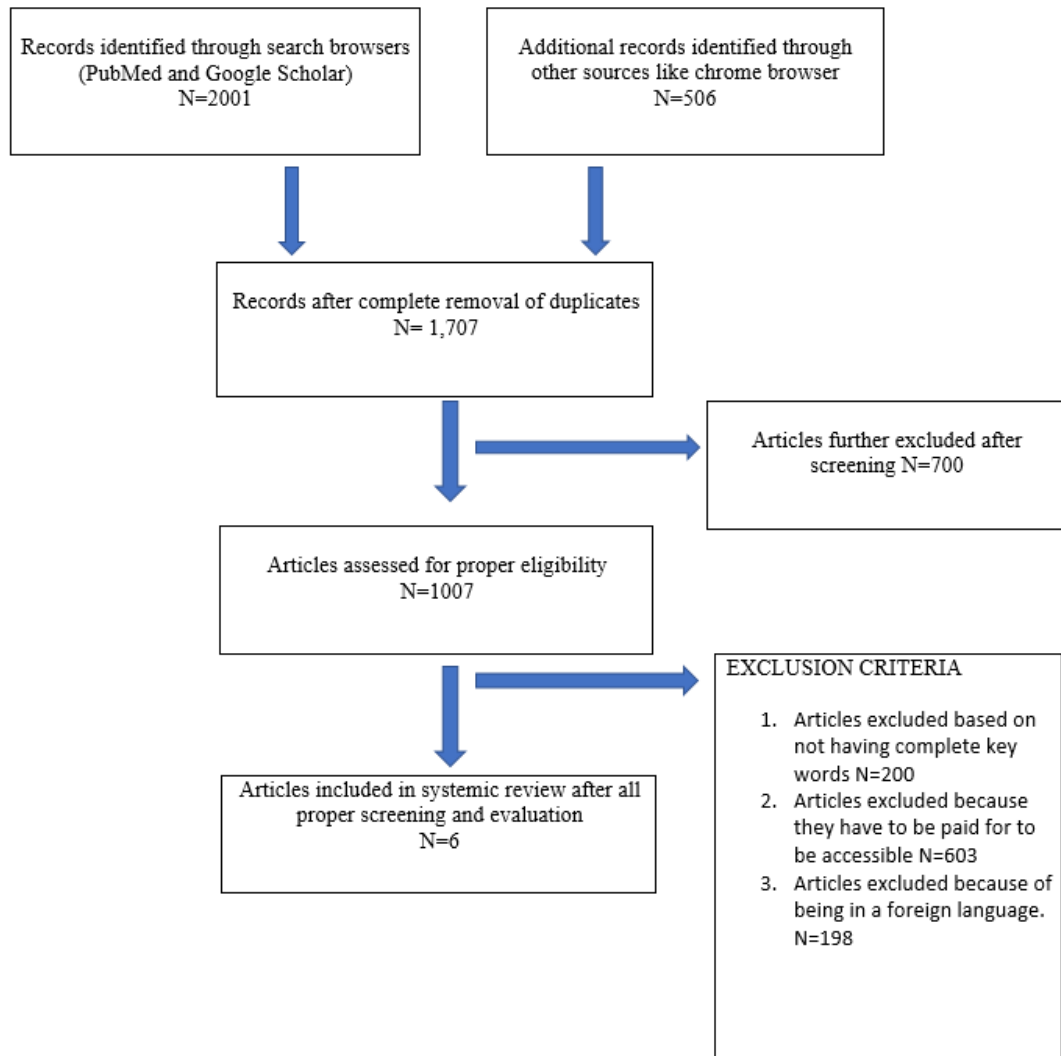 Records identified through search browsers
(PubMed and Google Scholar)
N=2001
Additional records identified through
other sources like chrome browser
N=506
Records after complete removal of duplicates
N= 1,707
Articles further excluded after
screening N=700
Articles assessed for proper eligibility
N=1007
EXCLUSION CRITERIA
1. Articles excluded based on
not having complete key
words N=200
2. Articles excluded because
they have to be paid for to
be accessible N=603
3. Articles excluded because of
being in a foreign language.
N=198
Articles included in systemic review after all
proper screening and evaluation
N=6